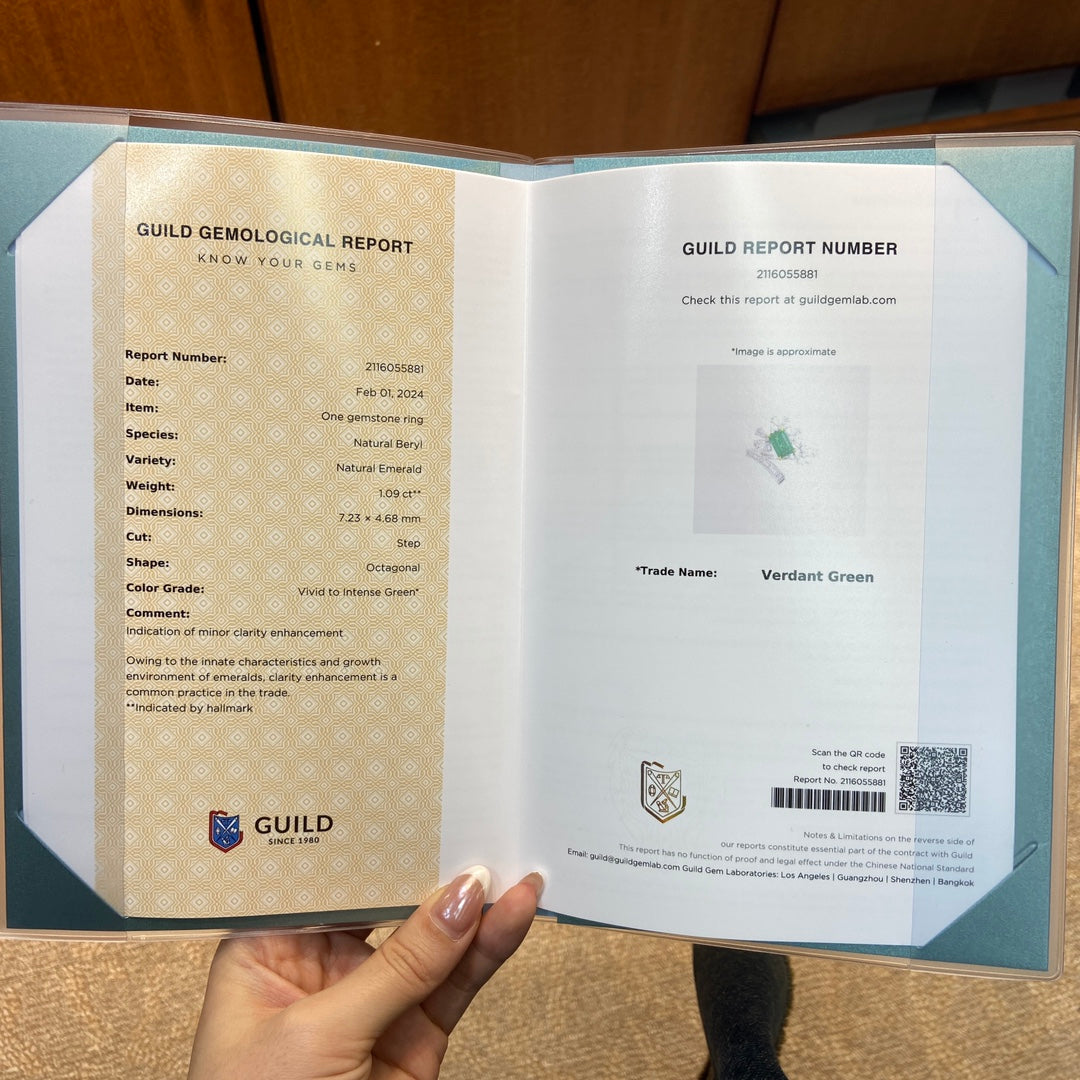 GUILD GEMOLOGICAL REPORT
KNOW YOUR GEMS
Report Number: 2116055881
Date: Feb 01, 2024
Item: One gemstone ring
Species: Natural Beryl
Variety: Natural Emerald
Weight: 1.09 ct**
Dimensions: 7.23 × 4.68 mm
Cut: Step
Shape: Octagonal
Color Grade: Vivid to Intense Green*
Comment:
Indication of minor clarity enhancement
Owing to the innate characteristics and growth
environment of emeralds, clarity enhancement is a
common practice in the trade.
**Indicated by hallmark
GUILD
SINCE 1980
GUILD REPORT NUMBER
2116055881
Check this report at guildgemlab.com
*Image is approximate
*Trade Name: Verdant Green
Scan the QR code
to check report
Report No. 2116055881
Notes & Limitations on the reverse side of
our reports constitute essential part of the contract with Guild
This report has no function of proof and legal effect under the Chinese National Standard
Email: guild@guildgemlab.com Guild Gem Laboratories: Los Angeles | Guangzhou | Shenzhen | Bangkok